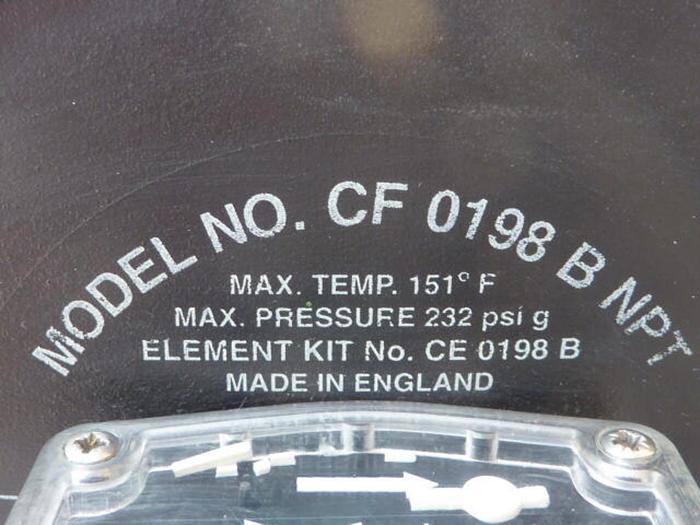 MODEL NO. CF 0198 B NPT
MAX. TEMP. 151° F
MAX. PRESSURE 232 psi g
ELEMENT KIT No. CE 0198 B
MADE IN ENGLAND